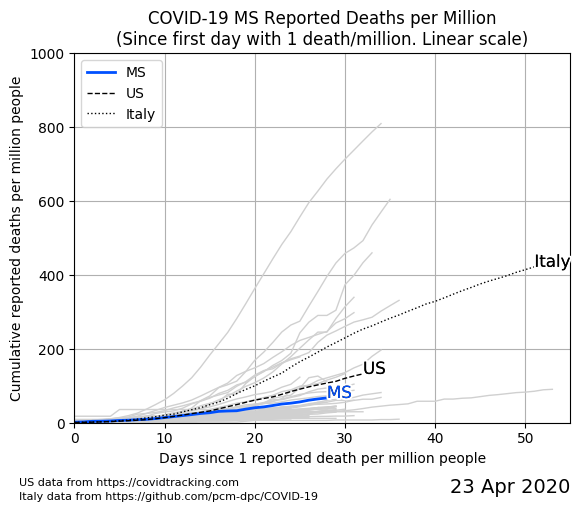 COVID-19 MS Reported Deaths per Million
(Since first day with 1 death/million. Linear scale)
Cumulative reported deaths per million people
1000
800
600
400
200
0
MS
US
Italy
Italy
US
MS
0 10 20 30 40 50
Days since 1 reported death per million people
US data from https://covidtracking.com
Italy data from https://github.com/pcm-dpc/COVID-19
23 Apr 2020